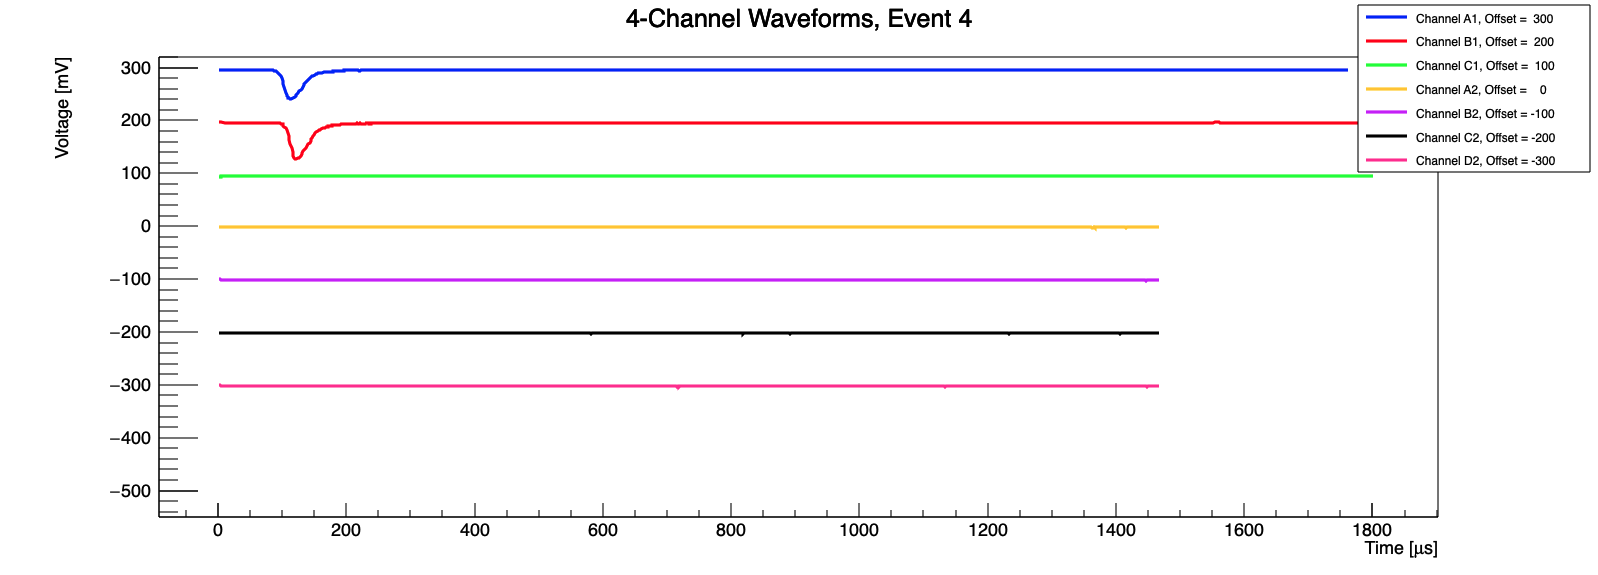 4-Channel Waveforms, Event 4
Channel A1, Offset = 300
Channel B1, Offset = 200
Channel C1, Offset = 100
Channel A2, Offset = 0
Channel B2, Offset = -100
Channel C2, Offset = -200
Channel D2, Offset = -300
Voltage [mV]
300
200
100
0
−100
−200
−300
−400
−500
0 200 400 600 800 1000 1200 1400 1600 1800
Time [μs]